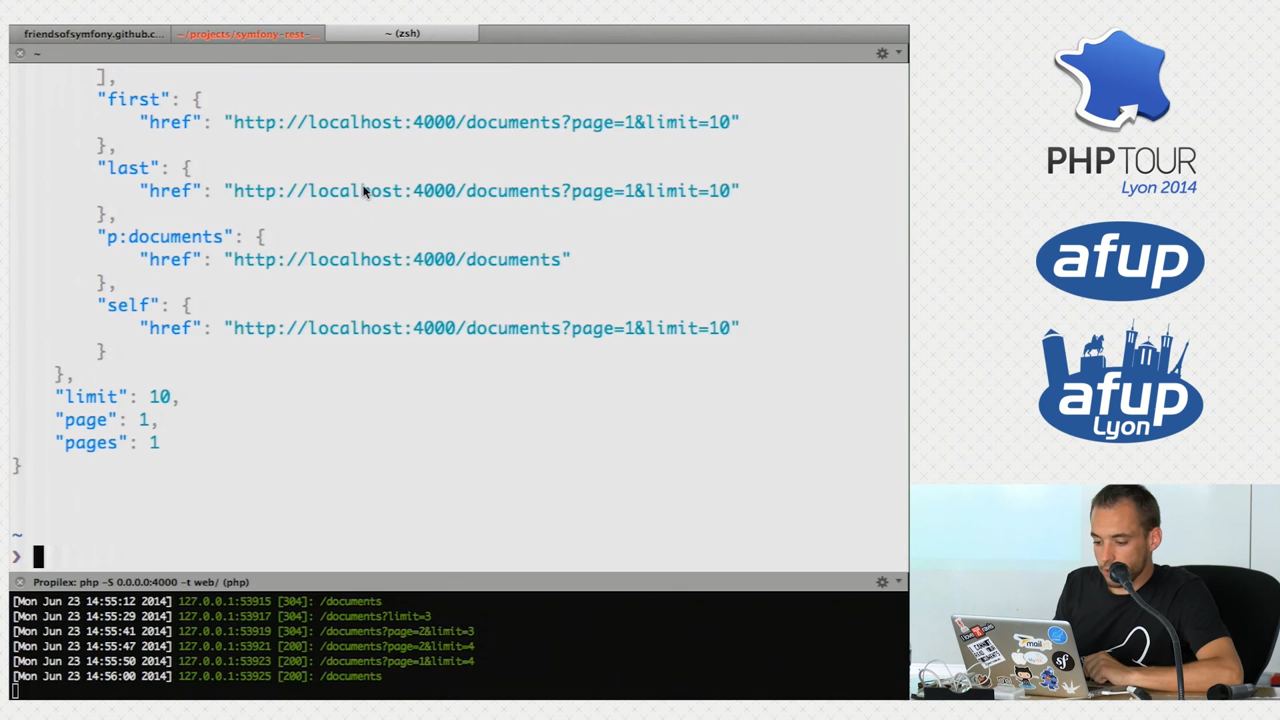 friendsofsymfony.github.c...
~/projects/symfony-rest-...
~ (zsh)
~
],
"first": {
"href": "http://localhost:4000/documents?page=1&limit=10"
},
"last": {
"href": "http://localhost:4000/documents?page=1&limit=10"
},
"p:documents": {
"href": "http://localhost:4000/documents"
},
"self": {
"href": "http://localhost:4000/documents?page=1&limit=10"
}
},
"limit": 10,
"page": 1,
"pages": 1
}
~
❯
Propilex: php -S 0.0.0.0:4000 -t web/ (php)
[Mon Jun 23 14:55:12 2014] 127.0.0.1:53915 [304]: /documents
[Mon Jun 23 14:55:29 2014] 127.0.0.1:53917 [304]: /documents?limit=3
[Mon Jun 23 14:55:41 2014] 127.0.0.1:53919 [304]: /documents?page=2&limit=3
[Mon Jun 23 14:55:47 2014] 127.0.0.1:53921 [200]: /documents?page=2&limit=4
[Mon Jun 23 14:55:50 2014] 127.0.0.1:53923 [200]: /documents?page=1&limit=4
[Mon Jun 23 14:56:00 2014] 127.0.0.1:53925 [200]: /documents
PHP TOUR
Lyon 2014
afup
afup
Lyon
mail
sf